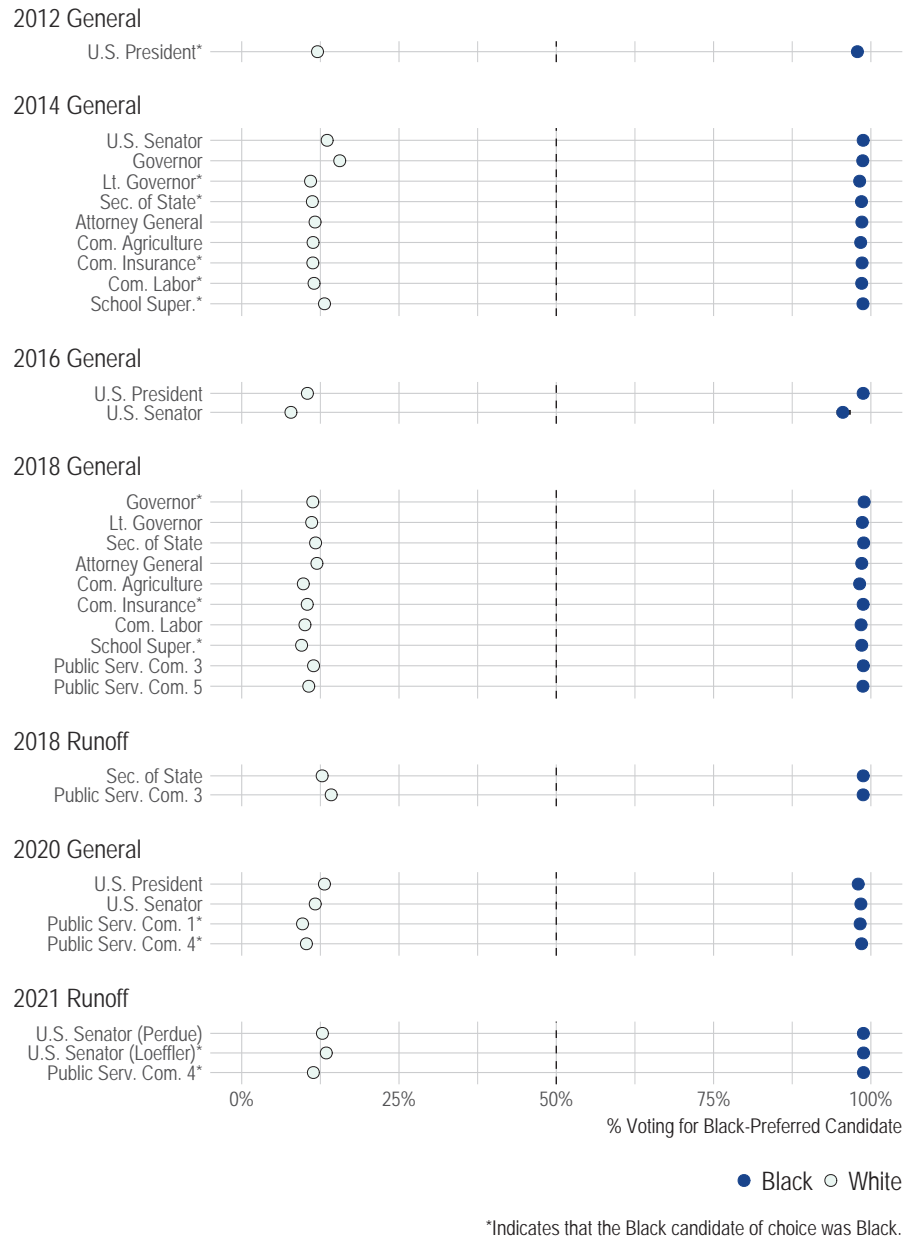 2012 General
U.S. President*
2014 General
U.S. Senator
Governor
Lt. Governor*
Sec. of State*
Attorney General
Com. Agriculture
Com. Insurance*
Com. Labor*
School Super.*
2016 General
U.S. President
U.S. Senator
2018 General
Governor*
Lt. Governor
Sec. of State
Attorney General
Com. Agriculture
Com. Insurance*
Com. Labor
School Super.*
Public Serv. Com. 3
Public Serv. Com. 5
2018 Runoff
Sec. of State
Public Serv. Com. 3
2020 General
U.S. President
U.S. Senator
Public Serv. Com. 1*
Public Serv. Com. 4*
2021 Runoff
U.S. Senator (Perdue)
U.S. Senator (Loeffler)*
Public Serv. Com. 4*
0% 25% 50% 75% 100%
% Voting for Black-Preferred Candidate
Black White
*Indicates that the Black candidate of choice was Black.